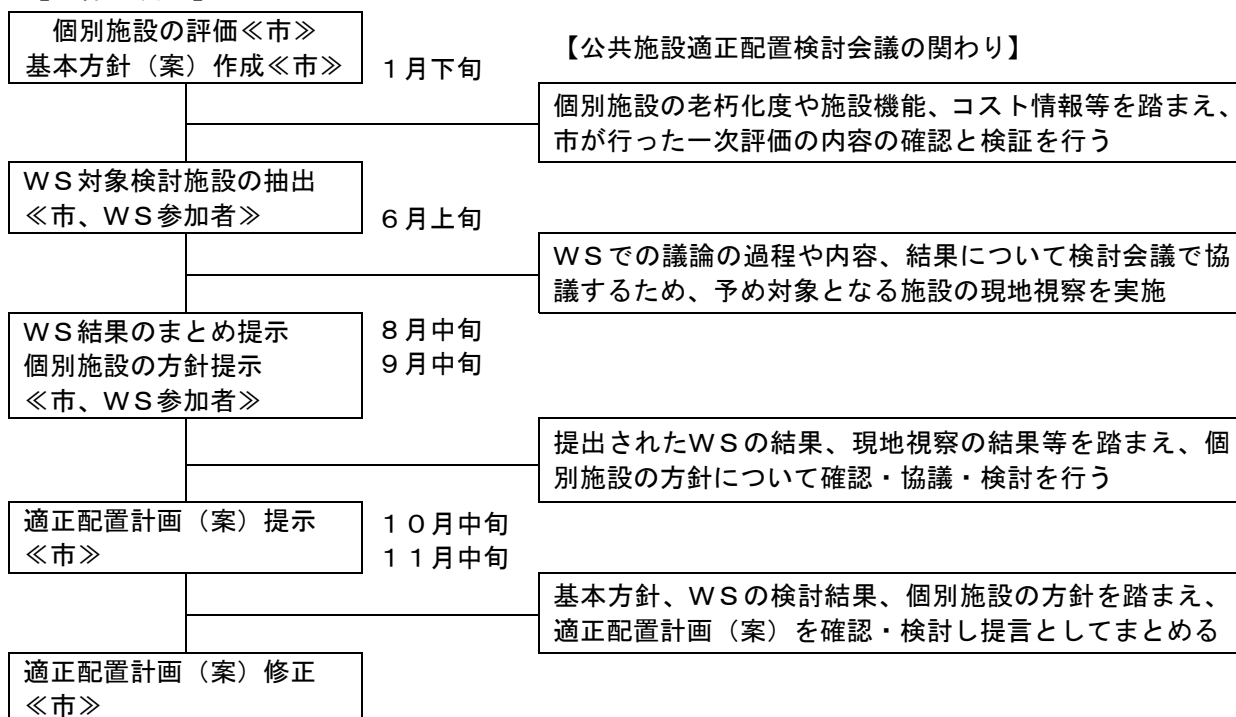 個別施設の評価≪市≫
基本方針（案）作成≪市≫
１月下旬
【公共施設適正配置検討会議の関わり】
個別施設の老朽化度や施設機能、コスト情報等を踏まえ、
市が行った一次評価の内容の確認と検証を行う
ＷＳ対象検討施設の抽出
≪市、ＷＳ参加者≫
６月上旬
ＷＳでの議論の過程や内容、結果について検討会議で協
議するため、予め対象となる施設の現地視察を実施
ＷＳ結果のまとめ提示
個別施設の方針提示
≪市、ＷＳ参加者≫
８月中旬
９月中旬
提出されたＷＳの結果、現地視察の結果等を踏まえ、個
別施設の方針について確認・協議・検討を行う
適正配置計画（案）提示
≪市≫
１０月中旬
１１月中旬
基本方針、ＷＳの検討結果、個別施設の方針を踏まえ、
適正配置計画（案）を確認・検討し提言としてまとめる
適正配置計画（案）修正
≪市≫